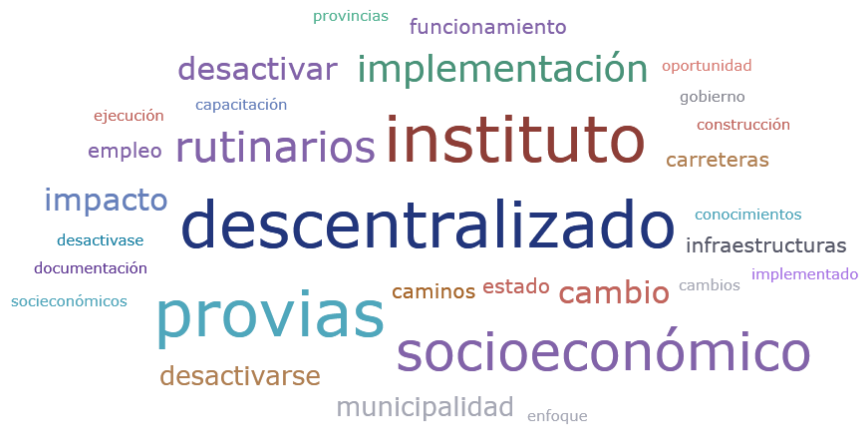 provincias
funcionamiento
desactivar implementación oportunidad
capacitación gobierno
ejecución rutinarios instituto construcción
empleo carreteras
impacto descentralizado conocimientos
desactivase infraestructuras
documentación implementado
socieconómicos provias caminos estado cambio cambios
socioeconómico
desactivarse
municipalidad enfoque